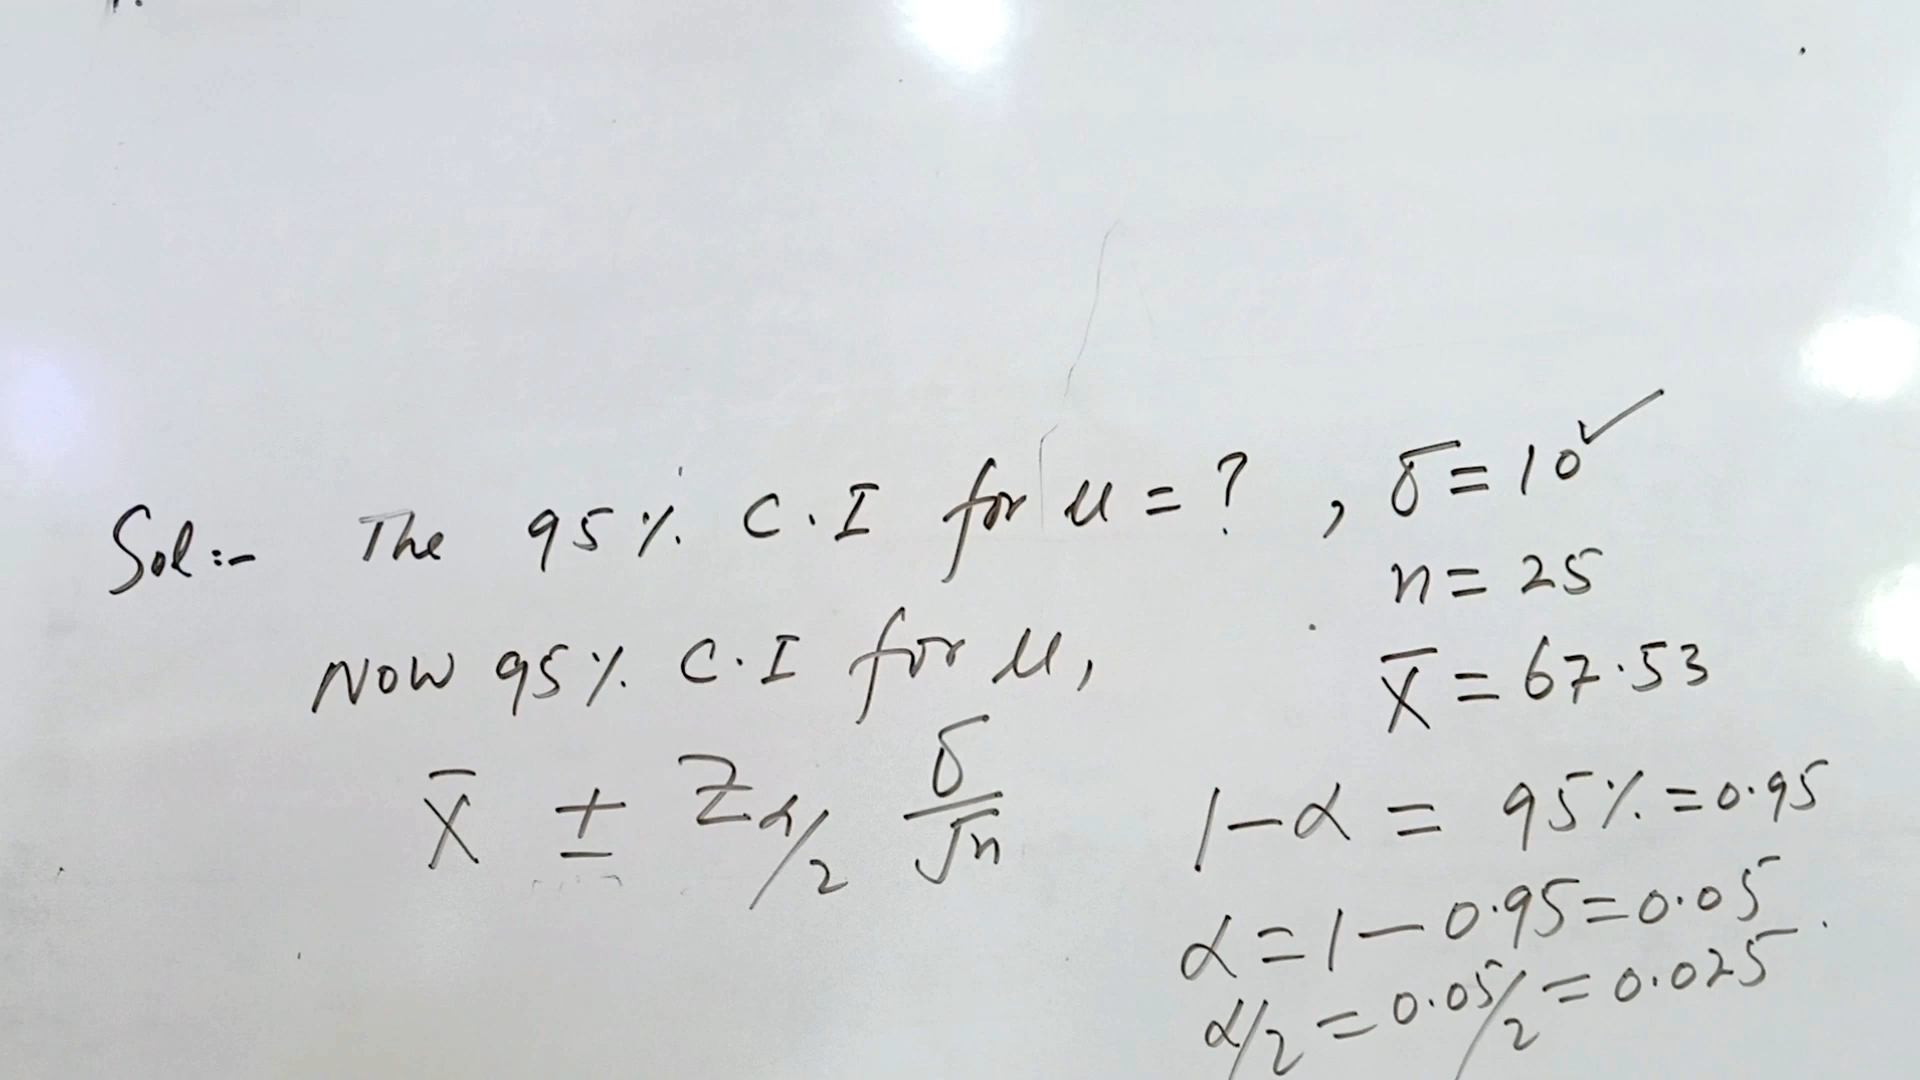 Sol:- The 95% C.I for μ = ? , σ = 10 ✓
n = 25
Now 95% C.I for μ,
X̄ = 67.53
X̄ ± Zα/2 σ/√n
1-α = 95% = 0.95
α = 1 - 0.95 = 0.05
α/2 = 0.05/2 = 0.025